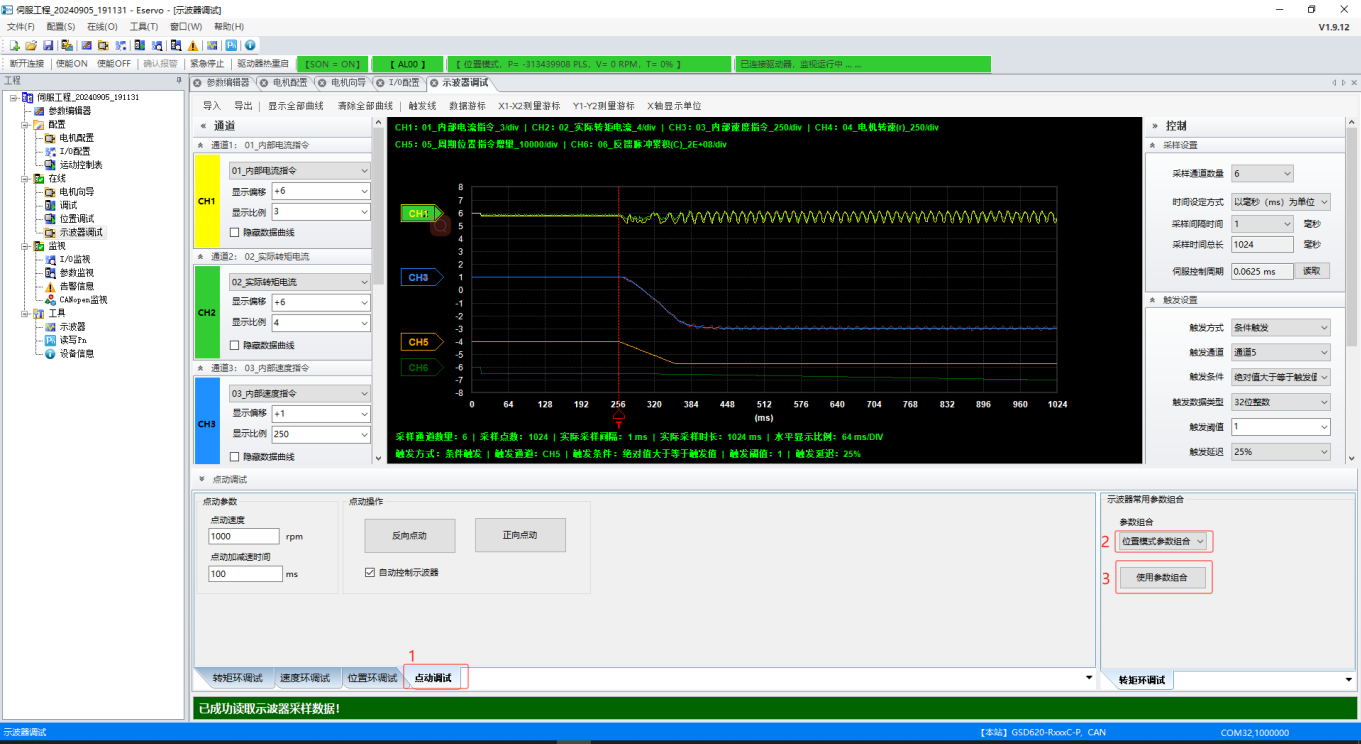 伺服工程_20240905_191131 - Eservo - [示波器调试]
文件(F) 配置(S) 在线(O) 工具(T) 窗口(W) 帮助(H) V1.9.12
断开连接 使能ON 使能OFF 确认报警 紧急停止 驱动器热重启 【SON = ON】 【 AL00 】 【 位置模式, P= -313439908 PLS, V= 0 RPM, T= 0% 】 已连接驱动器, 监视运行中 ... ...
工程
伺服工程_20240905_191131
参数编辑器
配置
电机配置
I/O配置
运动控制表
在线
电机向导
调试
位置调试
示波器调试
监视
I/O监视
参数监视
告警信息
CANopen监视
工具
示波器
读写Pn
设备信息
参数编辑器 电机配置 电机向导 I/O配置 示波器调试
导入 导出 显示全部曲线 清除全部曲线 触发线 数据游标 X1-X2测量游标 Y1-Y2测量游标 X轴显示单位
« 通道
通道1: 01_内部电流指令
CH1
01_内部电流指令
显示偏移 +6
显示比例 3
隐藏数据曲线
通道2: 02_实际转矩电流
CH2
02_实际转矩电流
显示偏移 +6
显示比例 4
隐藏数据曲线
通道3: 03_内部速度指令
CH3
03_内部速度指令
显示偏移 +1
显示比例 250
隐藏数据曲线
CH1: 01_内部电流指令_3/div | CH2: 02_实际转矩电流_4/div | CH3: 03_内部速度指令_250/div | CH4: 04_电机转速(r)_250/div
CH5: 05_周期位置指令增量_10000/div | CH6: 06_反馈脉冲累积(C)_2E+08/div
8
7
6
5
4
3
2
1
0
-1
-2
-3
-4
-5
-6
-7
-8
CH5
CH6
0 64 128 192 256 320 384 448 512 576 640 704 768 832 896 960 1024
(ms)
T
采样通道数量: 6 | 采样点数: 1024 | 实际采样间隔: 1 ms | 实际采样时长: 1024 ms | 水平显示比例: 64 ms/DIV
触发方式: 条件触发 | 触发通道: CH5 | 触发条件: 绝对值大于等于触发值 | 触发阈值: 1 | 触发延迟: 25%
» 控制
采样设置
采样通道数量 6
时间设定方式 以毫秒（ms）为单位
采样间隔时间 1 毫秒
采样时间总长 1024 毫秒
伺服控制周期 0.0625 ms 读取
触发设置
触发方式 条件触发
触发通道 通道5
触发条件 绝对值大于等于触发值
触发数据类型 32位整数
触发阈值 1
触发延迟 25%
点动调试
点动参数
点动速度
1000 rpm
点动加减速时间
100 ms
点动操作
反向点动 正向点动
自动控制示波器
示波器常用参数组合
参数组合
2 位置模式参数组合
3 使用参数组合
1
转矩环调试 速度环调试 位置环调试 点动调试
转矩环调试
已成功读取示波器采样数据!
示波器调试 【本站】GSD620-RxxxC-P, CAN COM32,1000000